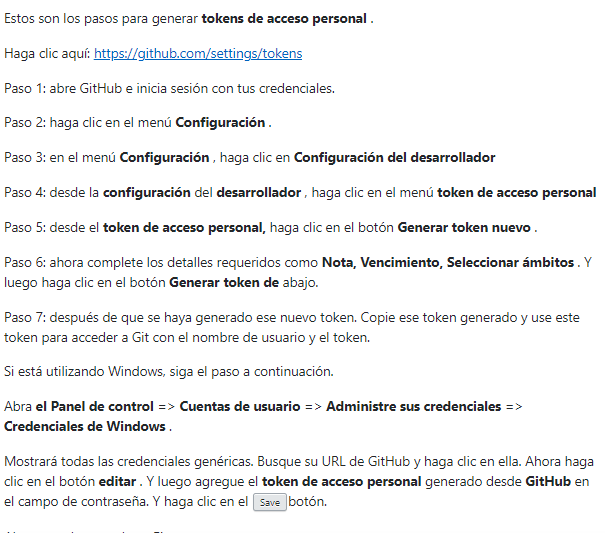 Estos son los pasos para generar tokens de acceso personal .
Haga clic aquí: https://github.com/settings/tokens
Paso 1: abre GitHub e inicia sesión con tus credenciales.
Paso 2: haga clic en el menú Configuración .
Paso 3: en el menú Configuración , haga clic en Configuración del desarrollador
Paso 4: desde la configuración del desarrollador , haga clic en el menú token de acceso personal
Paso 5: desde el token de acceso personal, haga clic en el botón Generar token nuevo .
Paso 6: ahora complete los detalles requeridos como Nota, Vencimiento, Seleccionar ámbitos . Y
luego haga clic en el botón Generar token de abajo.
Paso 7: después de que se haya generado ese nuevo token. Copie ese token generado y use este
token para acceder a Git con el nombre de usuario y el token.
Si está utilizando Windows, siga el paso a continuación.
Abra el Panel de control => Cuentas de usuario => Administre sus credenciales =>
Credenciales de Windows .
Mostrará todas las credenciales genéricas. Busque su URL de GitHub y haga clic en ella. Ahora haga
clic en el botón editar . Y luego agregue el token de acceso personal generado desde GitHub en
el campo de contraseña. Y haga clic en el Save botón.